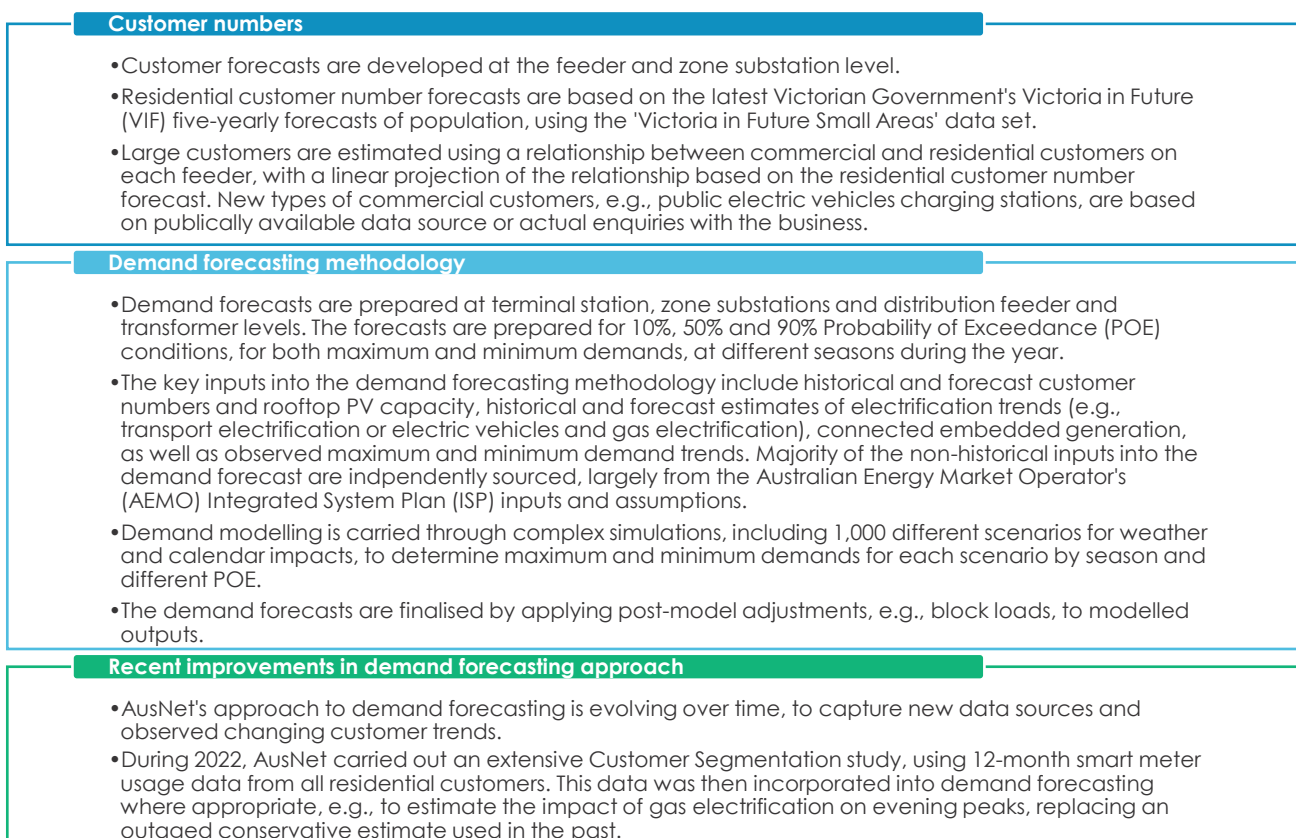 Customer numbers
•Customer forecasts are developed at the feeder and zone substation level.
•Residential customer number forecasts are based on the latest Victorian Government's Victoria in Future
(VIF) five-yearly forecasts of population, using the 'Victoria in Future Small Areas' data set.
•Large customers are estimated using a relationship between commercial and residential customers on
each feeder, with a linear projection of the relationship based on the residential customer number
forecast. New types of commercial customers, e.g., public electric vehicles charging stations, are based
on publically available data source or actual enquiries with the business.
Demand forecasting methodology
•Demand forecasts are prepared at terminal station, zone substations and distribution feeder and
transformer levels. The forecasts are prepared for 10%, 50% and 90% Probability of Exceedance (POE)
conditions, for both maximum and minimum demands, at different seasons during the year.
•The key inputs into the demand forecasting methodology include historical and forecast customer
numbers and rooftop PV capacity, historical and forecast estimates of electrification trends (e.g.,
transport electrification or electric vehicles and gas electrification), connected embedded generation,
as well as observed maximum and minimum demand trends. Majority of the non-historical inputs into the
demand forecast are indpendently sourced, largely from the Australian Energy Market Operator's
(AEMO) Integrated System Plan (ISP) inputs and assumptions.
•Demand modelling is carried through complex simulations, including 1,000 different scenarios for weather
and calendar impacts, to determine maximum and minimum demands for each scenario by season and
different POE.
•The demand forecasts are finalised by applying post-model adjustments, e.g., block loads, to modelled
outputs.
Recent improvements in demand forecasting approach
•AusNet's approach to demand forecasting is evolving over time, to capture new data sources and
observed changing customer trends.
•During 2022, AusNet carried out an extensive Customer Segmentation study, using 12-month smart meter
usage data from all residential customers. This data was then incorporated into demand forecasting
where appropriate, e.g., to estimate the impact of gas electrification on evening peaks, replacing an
outaged conservative estimate used in the past.